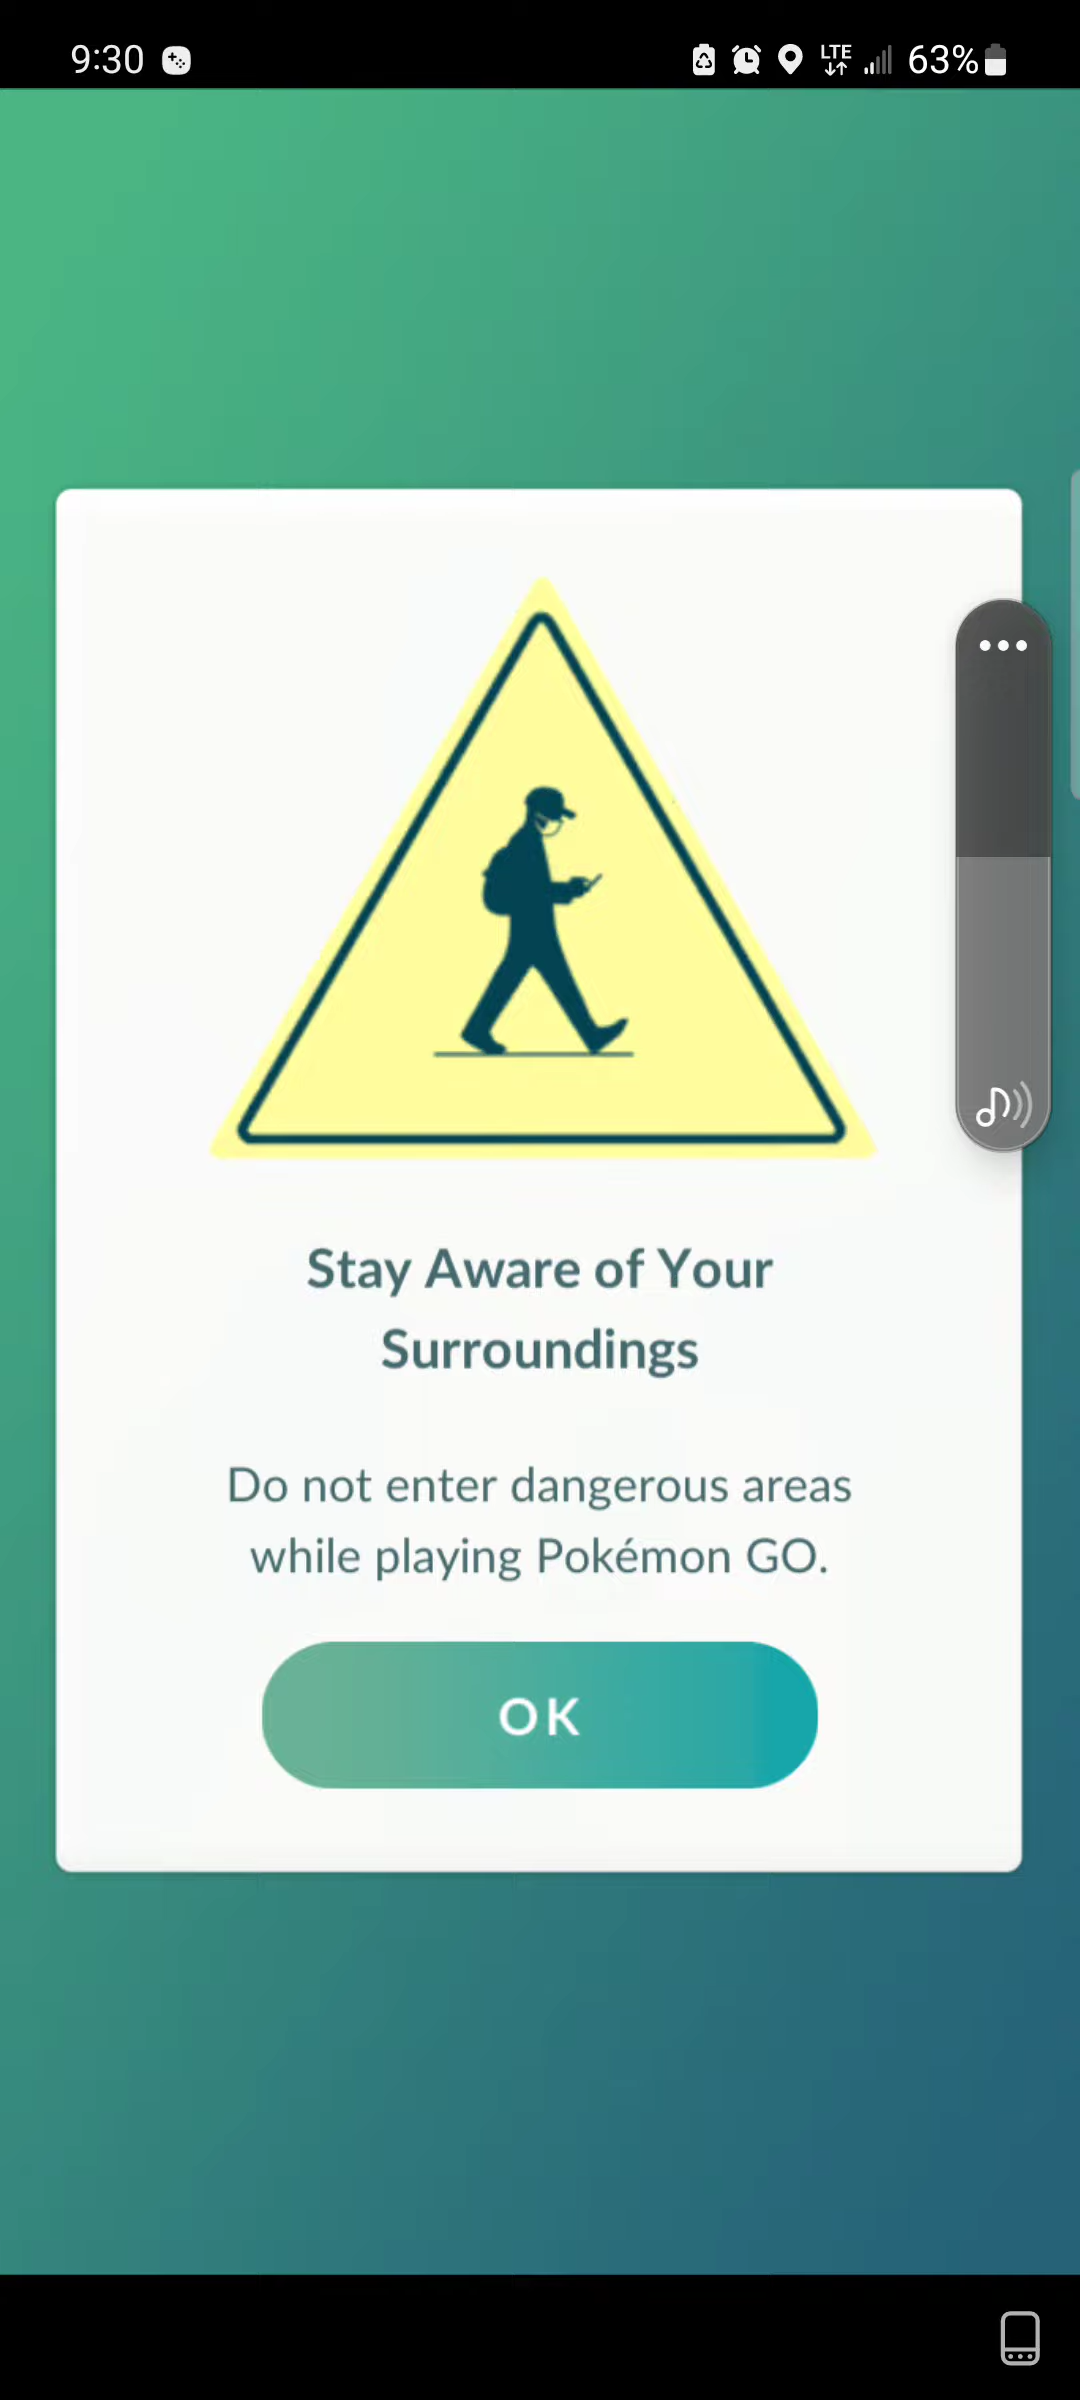 9:30 LTE 63%
Stay Aware of Your
Surroundings
Do not enter dangerous areas
while playing Pokémon GO.
OK